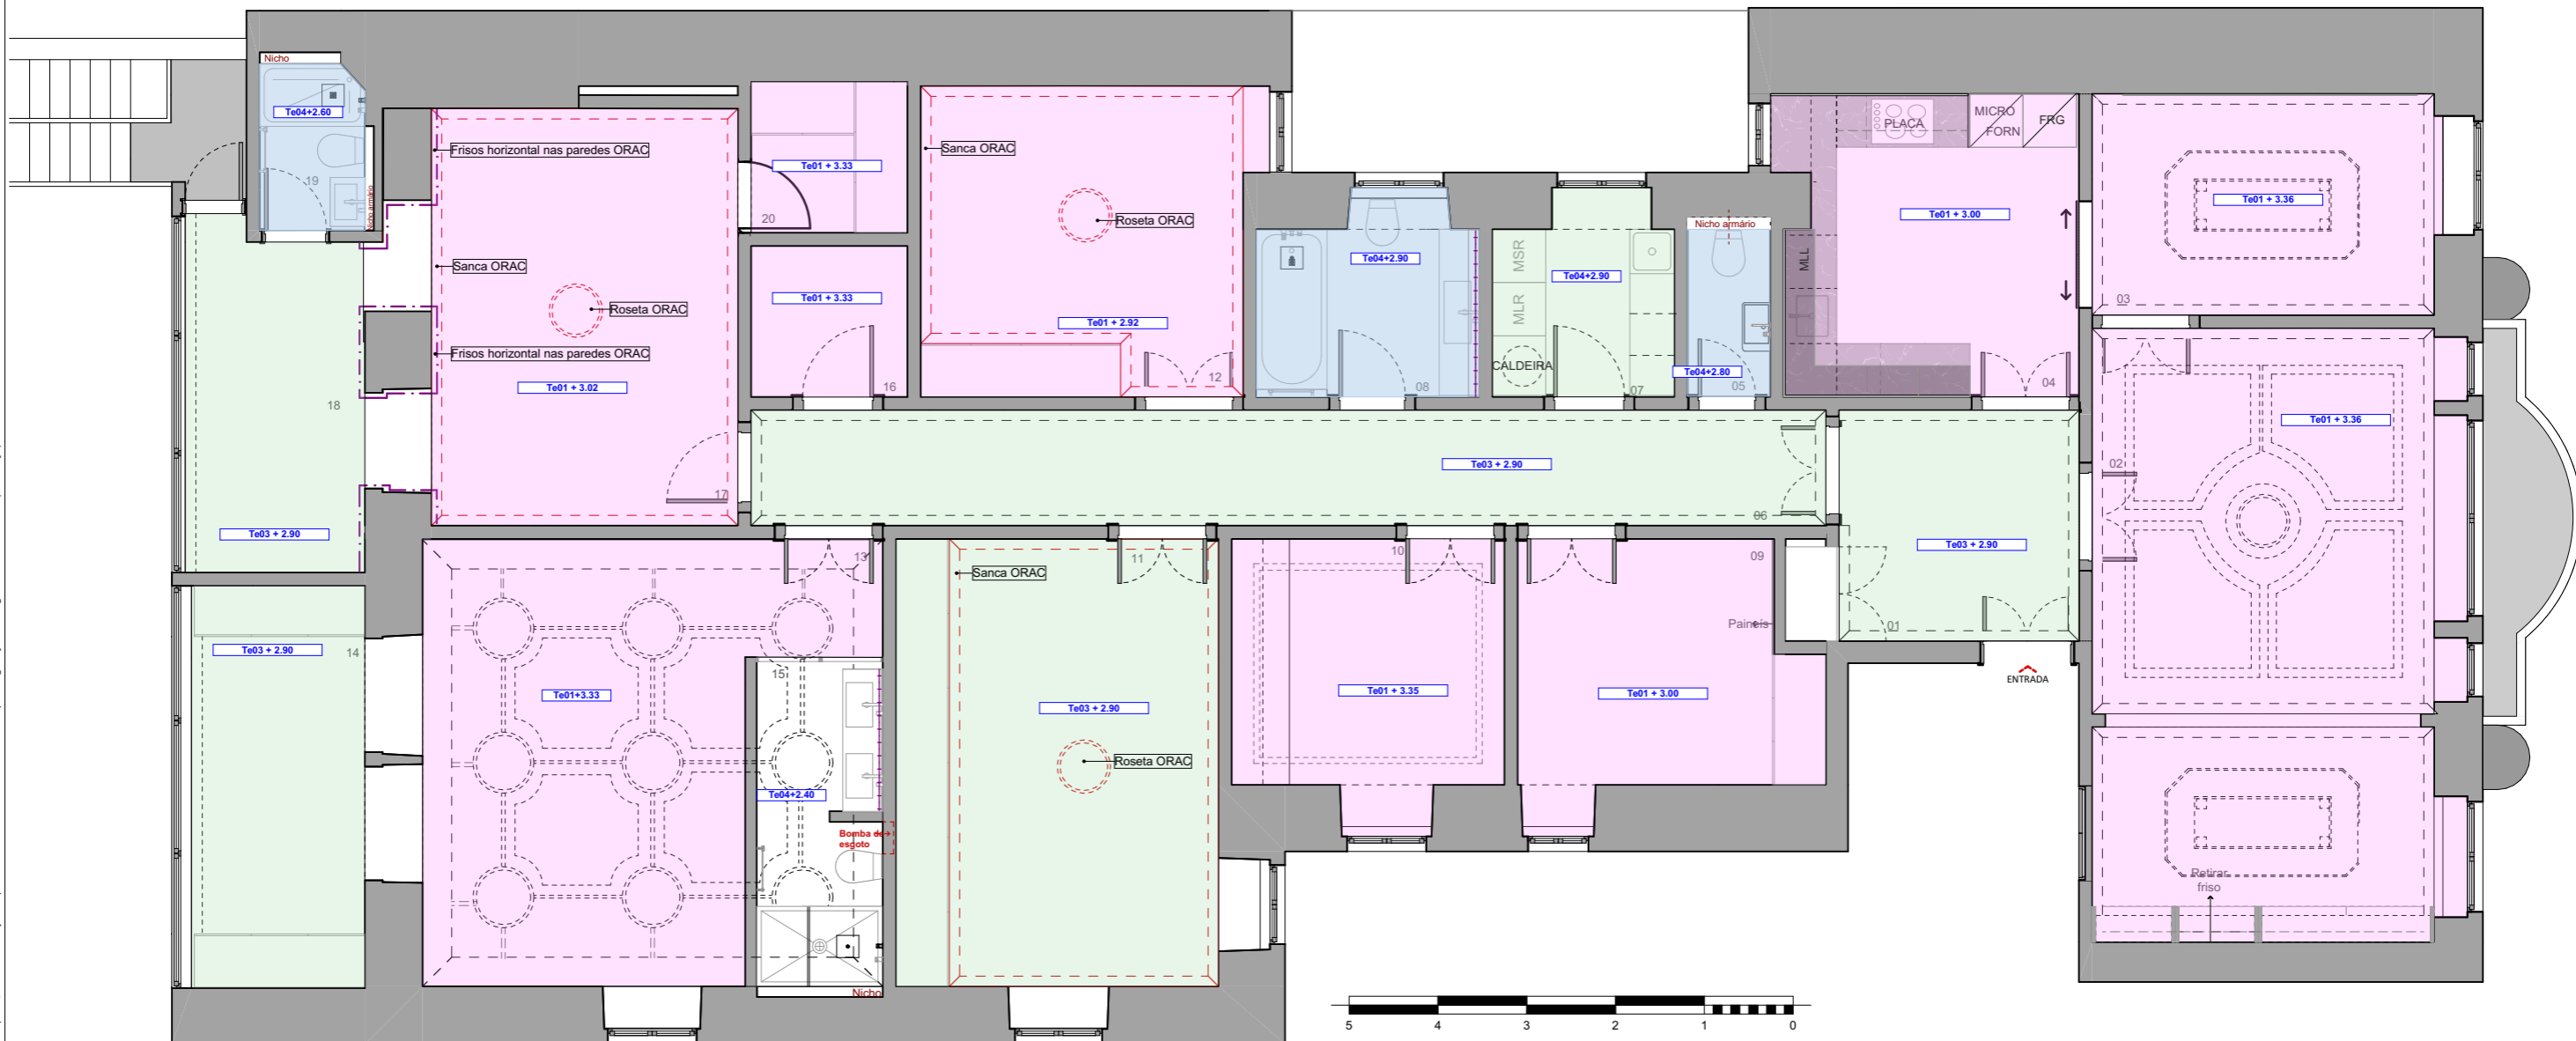 Nicho
Te04+2.60
19
Nicho armário
Frisos horizontal nas paredes ORAC
Sanca ORAC
Roseta ORAC
Frisos horizontal nas paredes ORAC
Te01 + 3.02
17
18
Te03 + 2.90
Te03 + 2.90
14
Te01 + 3.33
20
Te01 + 3.33
16
Sanca ORAC
Roseta ORAC
Te01 + 2.92
12
Te04+2.90
08
MSR
MLR
CALDEIRA
Te04+2.90
07
Nicho armário
Te04+2.80
05
PLACA
MICRO
FORN
FRG
Te01 + 3.00
MLL
04
Te01 + 3.36
03
Te01 + 3.36
02
Te03 + 2.90
06
Te03 + 2.90
01
ENTRADA
13
Te01+3.33
15
Te04+2.40
Bomba de
esgoto
Nicho
11
Sanca ORAC
Te03 + 2.90
Roseta ORAC
10
Te01 + 3.35
09
Paineis
Te01 + 3.00
Retirar
friso
5 4 3 2 1 0